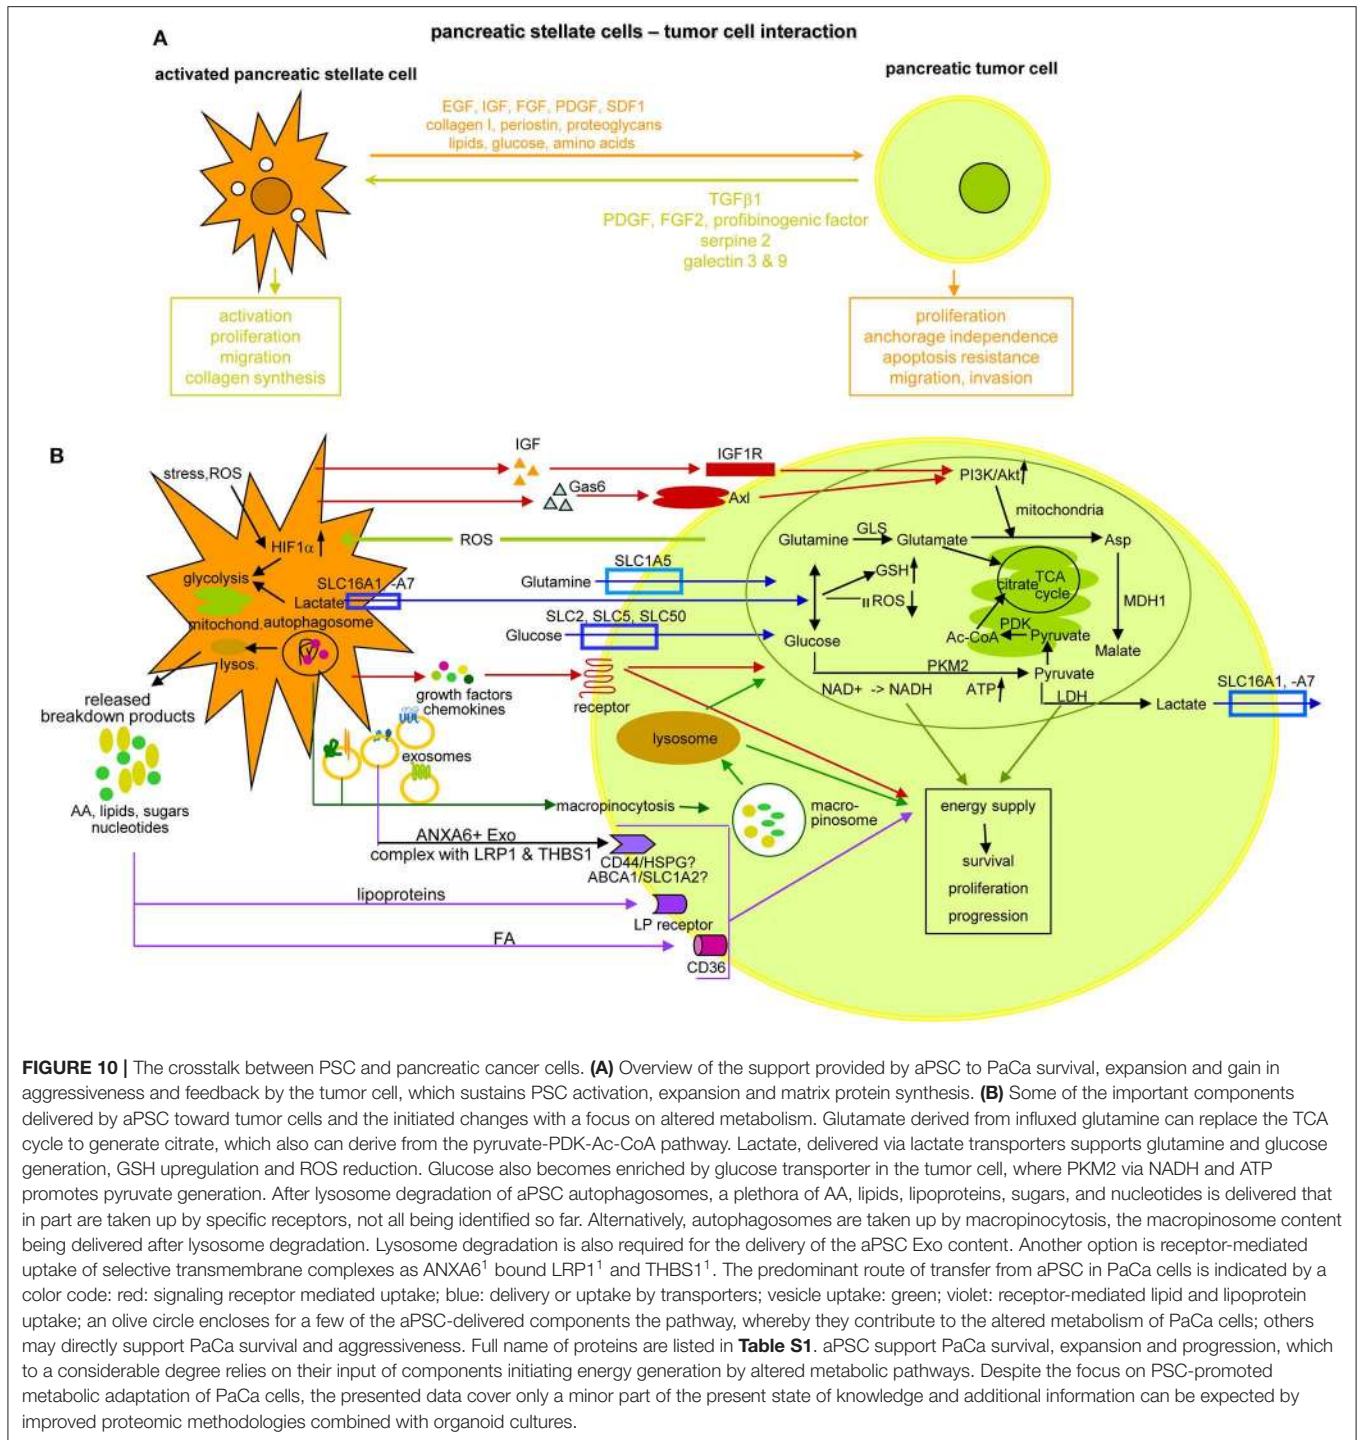 A
pancreatic stellate cells – tumor cell interaction
activated pancreatic stellate cell
pancreatic tumor cell
EGF, IGF, FGF, PDGF, SDF1
collagen I, periostin, proteoglycans
lipids, glucose, amino acids
TGFβ1
PDGF, FGF2, profibinogenic factor
serpine 2
galectin 3 & 9
activation
proliferation
migration
collagen synthesis
proliferation
anchorage independence
apoptosis resistance
migration, invasion
B
stress,ROS
HIF1α
glycolysis
SLC16A1, -A7
Lactate
mitochond.
autophagosome
lysos.
released
breakdown products
AA, lipids, sugars
nucleotides
IGF
IGF1R
Gas6
Axl
ROS
Glutamine
SLC1A5
SLC2, SLC5, SLC50
Glucose
growth factors
chemokines
receptor
exosomes
lysosome
macropinocytosis
macro-
pinosome
ANXA6+ Exo
complex with LRP1 & THBS1
CD44/HSPG?
ABCA1/SLC1A2?
lipoproteins
LP receptor
FA
CD36
PI3K/Akt
mitochondria
Glutamine
GLS
Glutamate
Asp
GSH
ROS
citrate
TCA
cycle
MDH1
PDK
Ac-CoA
Pyruvate
Malate
Glucose
PKM2
Pyruvate
NAD+ -> NADH
ATP
LDH
Lactate
SLC16A1, -A7
energy supply
survival
proliferation
progression
FIGURE 10 | The crosstalk between PSC and pancreatic cancer cells. (A) Overview of the support provided by aPSC to PaCa survival, expansion and gain in
aggressiveness and feedback by the tumor cell, which sustains PSC activation, expansion and matrix protein synthesis. (B) Some of the important components
delivered by aPSC toward tumor cells and the initiated changes with a focus on altered metabolism. Glutamate derived from influxed glutamine can replace the TCA
cycle to generate citrate, which also can derive from the pyruvate-PDK-Ac-CoA pathway. Lactate, delivered via lactate transporters supports glutamine and glucose
generation, GSH upregulation and ROS reduction. Glucose also becomes enriched by glucose transporter in the tumor cell, where PKM2 via NADH and ATP
promotes pyruvate generation. After lysosome degradation of aPSC autophagosomes, a plethora of AA, lipids, lipoproteins, sugars, and nucleotides is delivered that
in part are taken up by specific receptors, not all being identified so far. Alternatively, autophagosomes are taken up by macropinocytosis, the macropinosome content
being delivered after lysosome degradation. Lysosome degradation is also required for the delivery of the aPSC Exo content. Another option is receptor-mediated
uptake of selective transmembrane complexes as ANXA6¹ bound LRP1¹ and THBS1¹. The predominant route of transfer from aPSC in PaCa cells is indicated by a
color code: red: signaling receptor mediated uptake; blue: delivery or uptake by transporters; vesicle uptake: green; violet: receptor-mediated lipid and lipoprotein
uptake; an olive circle encloses for a few of the aPSC-delivered components the pathway, whereby they contribute to the altered metabolism of PaCa cells; others
may directly support PaCa survival and aggressiveness. Full name of proteins are listed in Table S1. aPSC support PaCa survival, expansion and progression, which
to a considerable degree relies on their input of components initiating energy generation by altered metabolic pathways. Despite the focus on PSC-promoted
metabolic adaptation of PaCa cells, the presented data cover only a minor part of the present state of knowledge and additional information can be expected by
improved proteomic methodologies combined with organoid cultures.